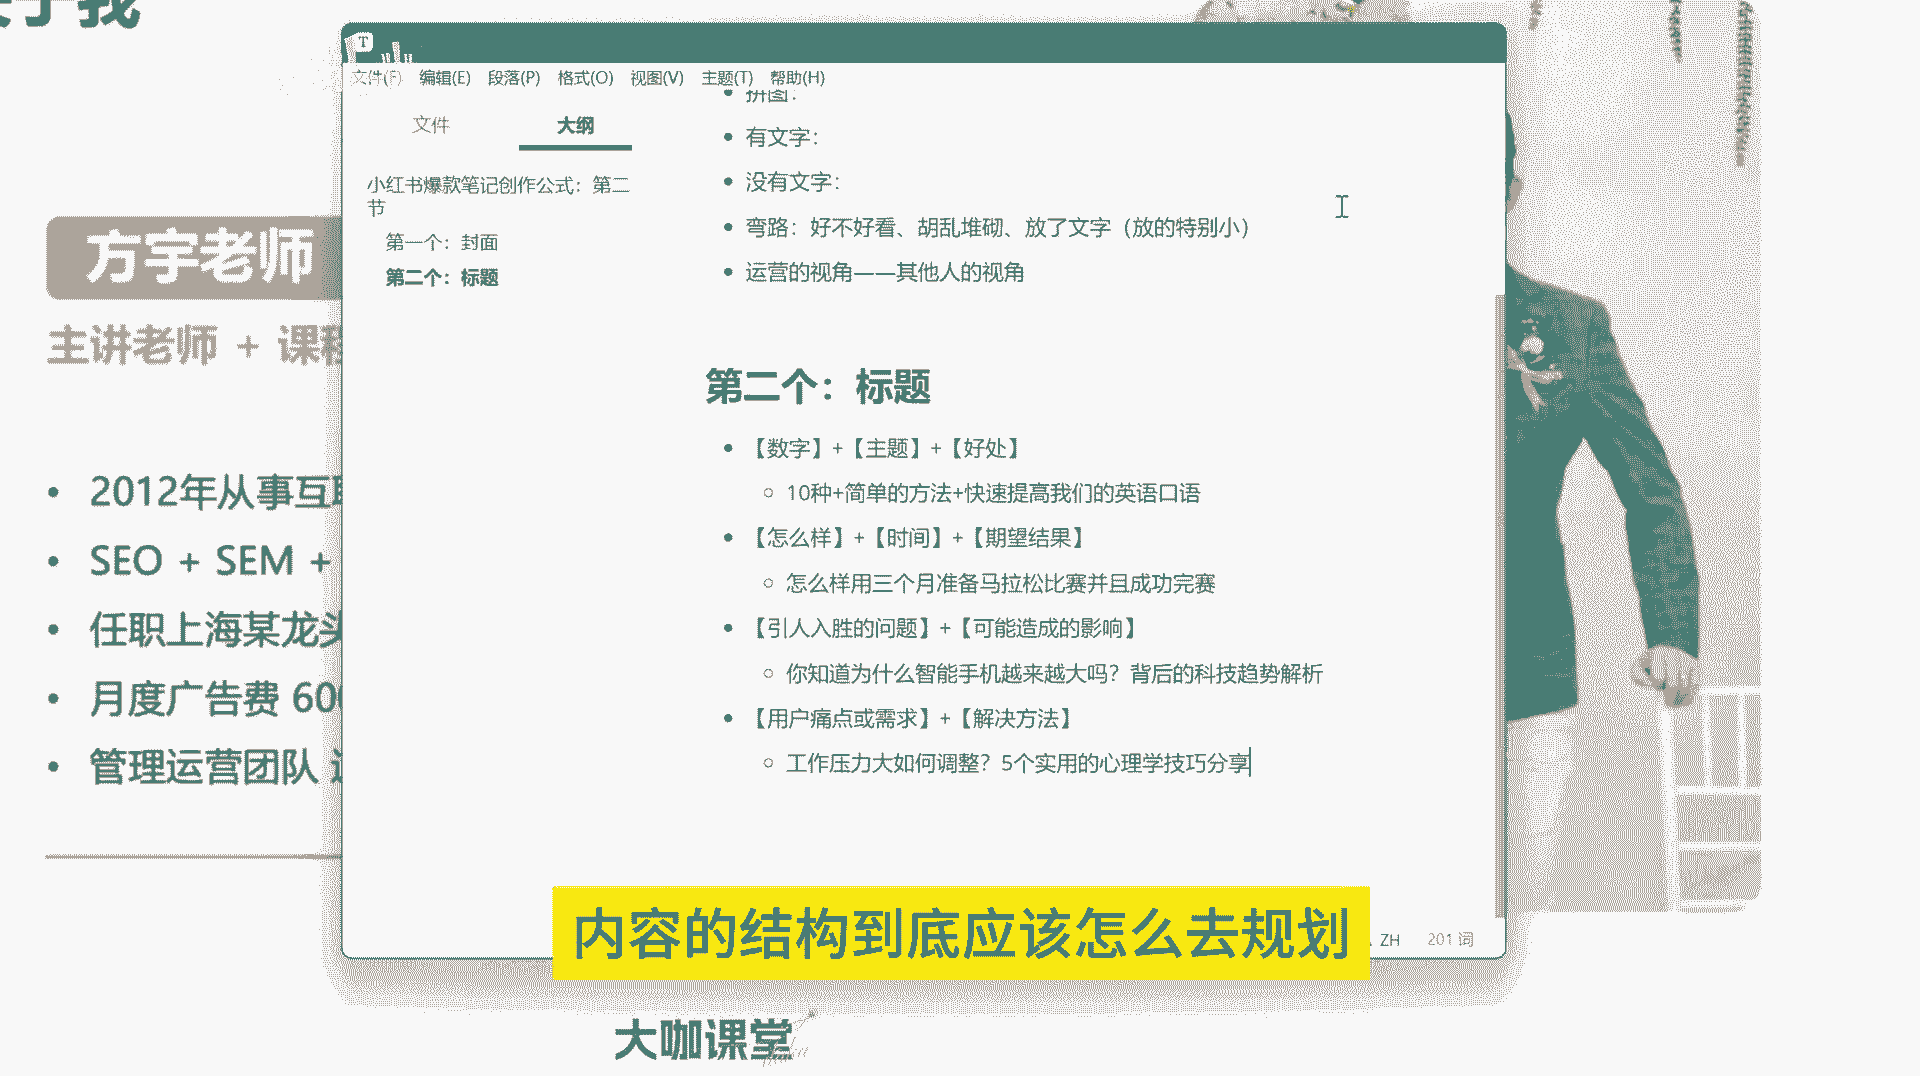 方宇老师
主讲老师 + 课程
2012年从事互联
SEO + SEM +
任职上海某龙头
月度广告费 600
管理运营团队
T
文件(F) 编辑(E) 段落(P) 格式(O) 视图(V) 主题(T) 帮助(H)
文件 大纲
小红书爆款笔记创作公式：第二
节
第一个：封面
第二个：标题
拼图：
有文字：
没有文字：
弯路：好不好看、胡乱堆砌、放了文字（放的特别小）
运营的视角——其他人的视角
第二个：标题
【数字】+【主题】+【好处】
10种+简单的方法+快速提高我们的英语口语
【怎么样】+【时间】+【期望结果】
怎么样用三个月准备马拉松比赛并且成功完赛
【引人入胜的问题】+【可能造成的影响】
你知道为什么智能手机越来越大吗？背后的科技趋势解析
【用户痛点或需求】+【解决方法】
工作压力大如何调整？5个实用的心理学技巧分享
ZH 201 词
内容的结构到底应该怎么去规划
大咖课堂